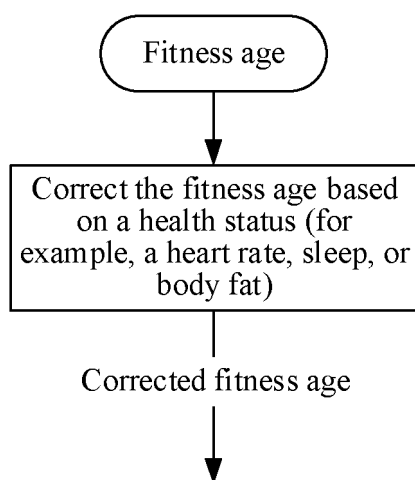 Fitness age
Correct the fitness age based
on a health status (for
example, a heart rate, sleep, or
body fat)
Corrected fitness age